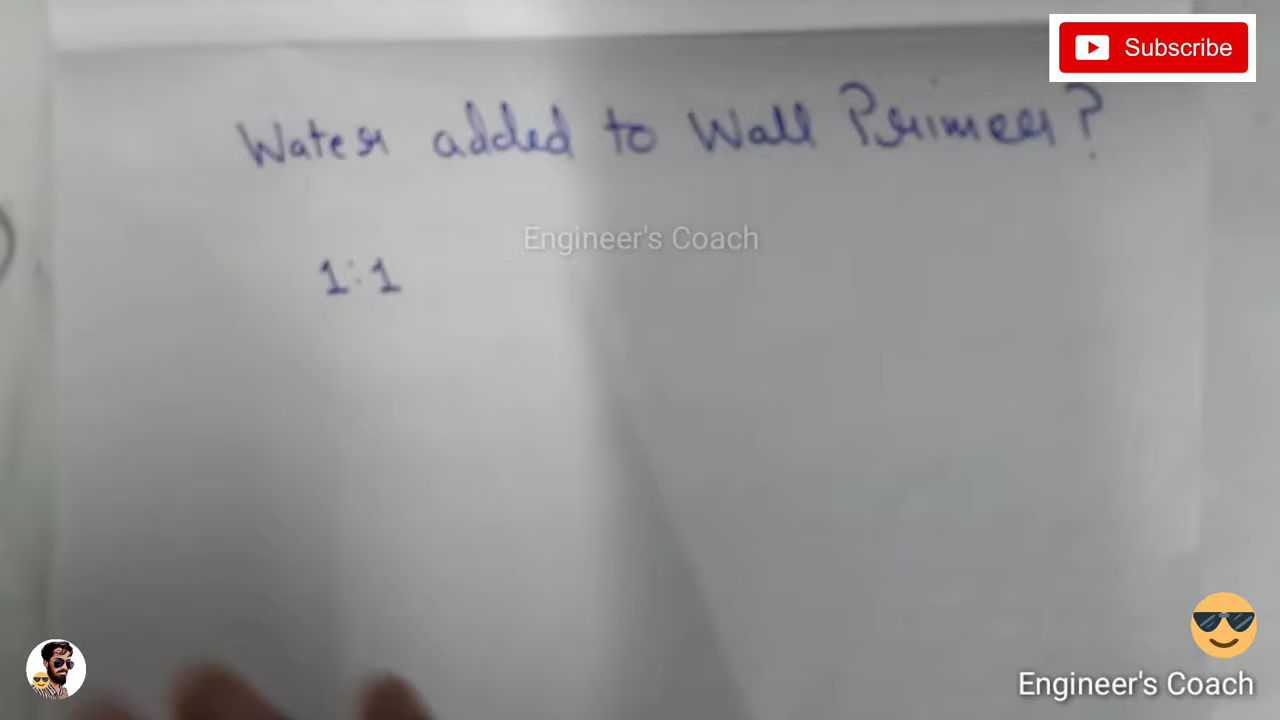 Subscribe
Water added to Wall Primer?
Engineer's Coach
1:1
Engineer's Coach